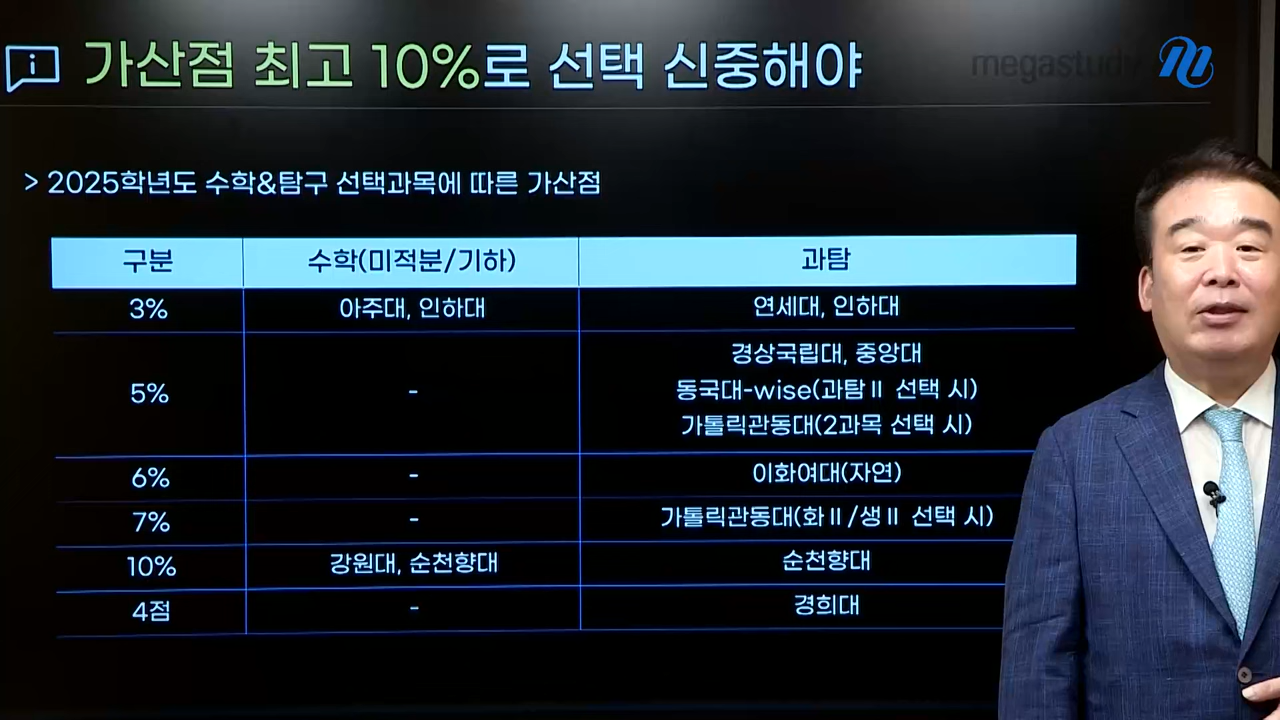 가산점 최고 10%로 선택 신중해야
megastudy
> 2025학년도 수학&탐구 선택과목에 따른 가산점
구분 수학(미적분/기하) 과탐
3% 아주대, 인하대 연세대, 인하대
5% - 경상국립대, 중앙대
동국대-wise(과탐Ⅱ 선택 시)
가톨릭관동대(2과목 선택 시)
6% - 이화여대(자연)
7% - 가톨릭관동대(화Ⅱ/생Ⅱ 선택 시)
10% 강원대, 순천향대 순천향대
4점 - 경희대